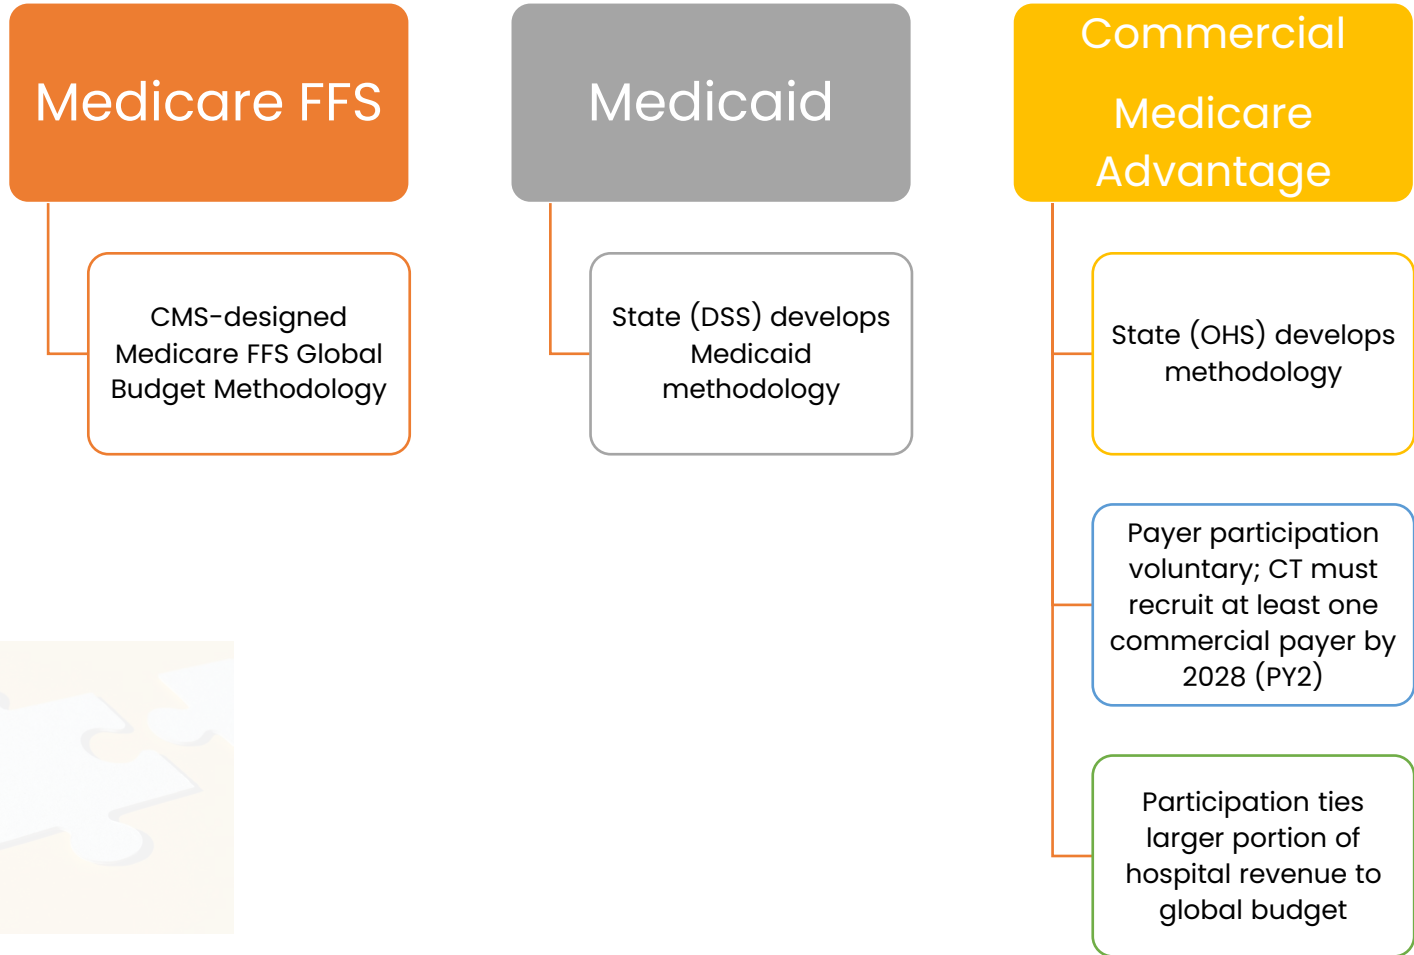 Medicare FFS
CMS-designed
Medicare FFS Global
Budget Methodology
Medicaid
State (DSS) develops
Medicaid
methodology
Commercial
Medicare
Advantage
State (OHS) develops
methodology
Payer participation
voluntary; CT must
recruit at least one
commercial payer by
2028 (PY2)
Participation ties
larger portion of
hospital revenue to
global budget